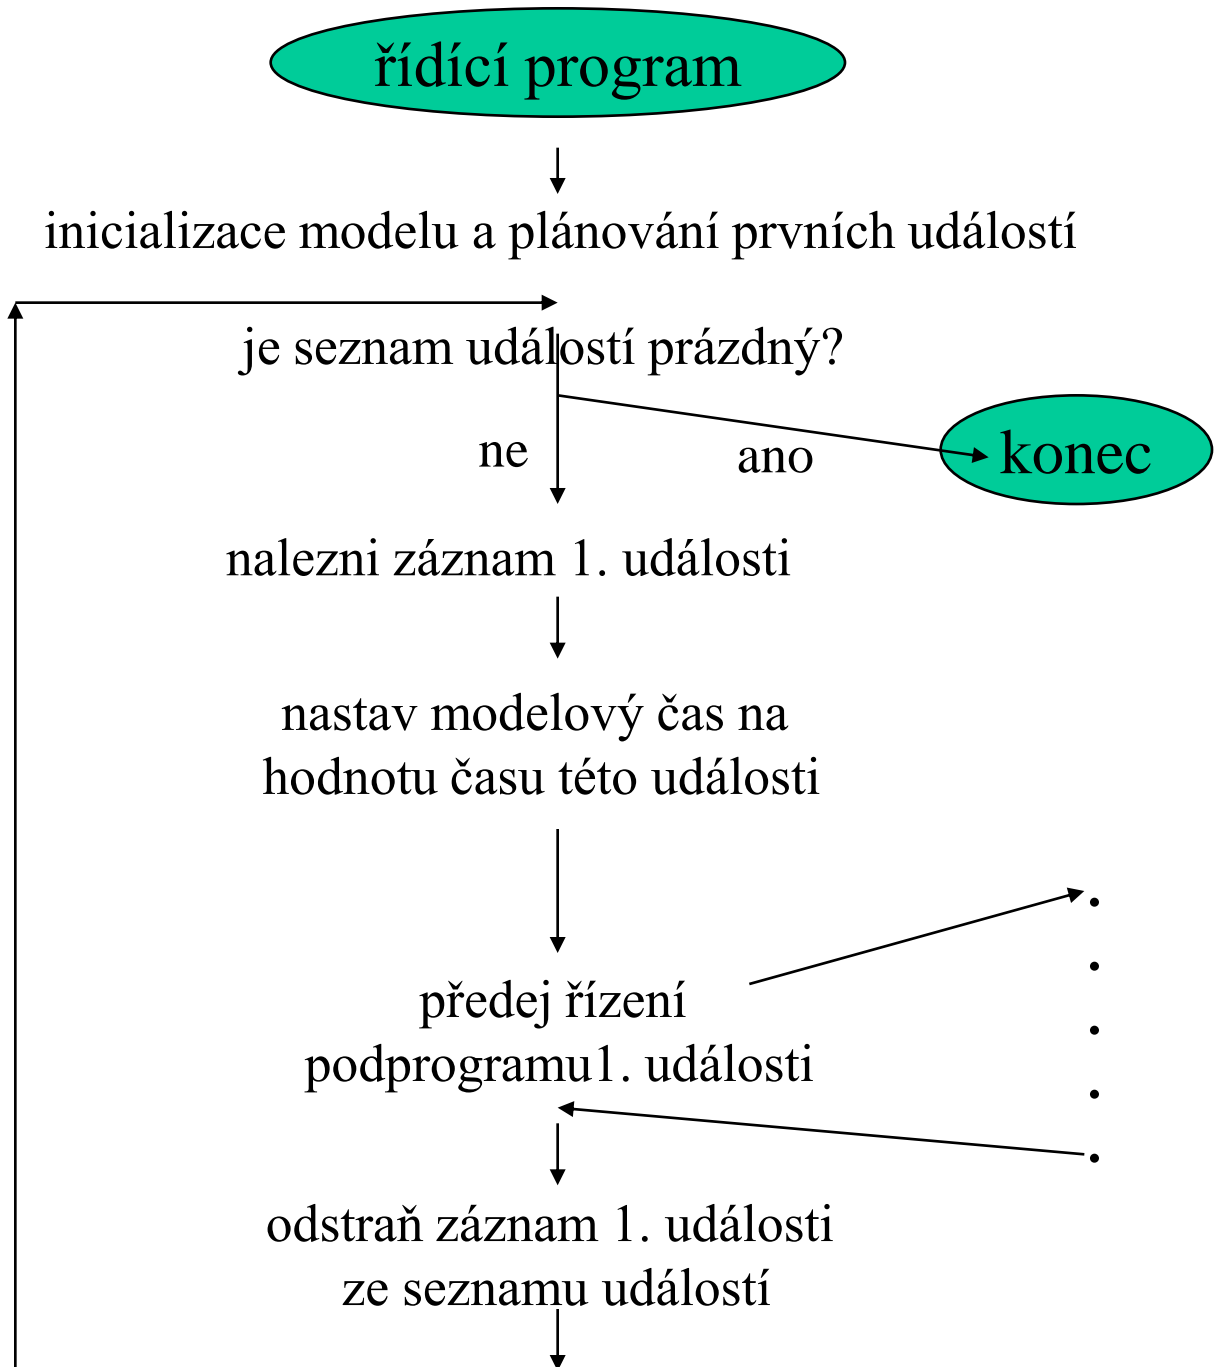 řídící program
inicializace modelu a plánování prvních událostí
je seznam událostí prázdný?
ne
ano
konec
nalezni záznam 1. události
nastav modelový čas na
hodnotu času této události
předej řízení
podprogramu1. události
odstraň záznam 1. události
ze seznamu událostí